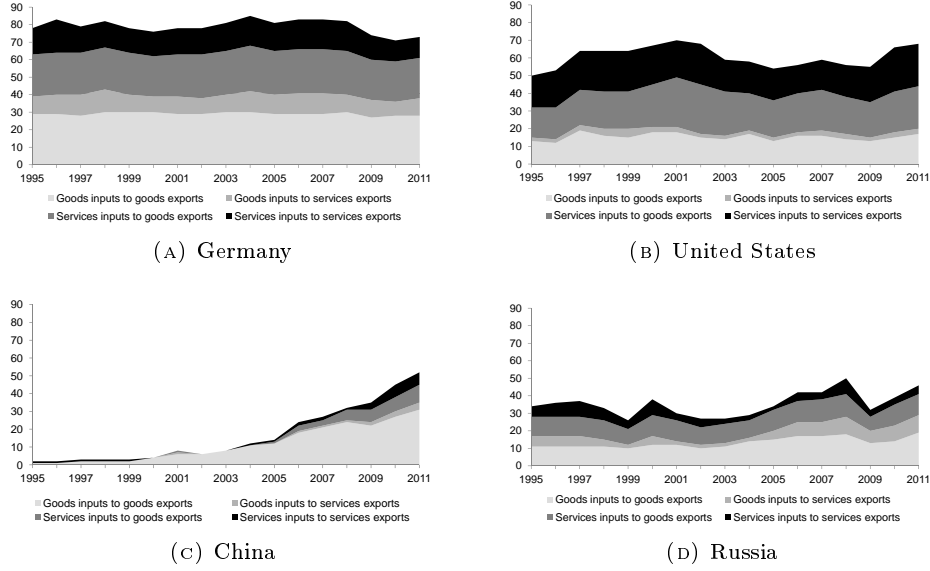 90
80
70
60
50
40
30
20
10
0
1995 1997 1999 2001 2003 2005 2007 2009 2011
Goods inputs to goods exports Goods inputs to services exports
Services inputs to goods exports Services inputs to services exports
(A) Germany
90
80
70
60
50
40
30
20
10
0
1995 1997 1999 2001 2003 2005 2007 2009 2011
Goods inputs to goods exports Goods inputs to services exports
Services inputs to goods exports Services inputs to services exports
(B) United States
90
80
70
60
50
40
30
20
10
0
1995 1997 1999 2001 2003 2005 2007 2009 2011
Goods inputs to goods exports Goods inputs to services exports
Services inputs to goods exports Services inputs to services exports
(C) China
90
80
70
60
50
40
30
20
10
0
1995 1997 1999 2001 2003 2005 2007 2009 2011
Goods inputs to goods exports Goods inputs to services exports
Services inputs to goods exports Services inputs to services exports
(D) Russia